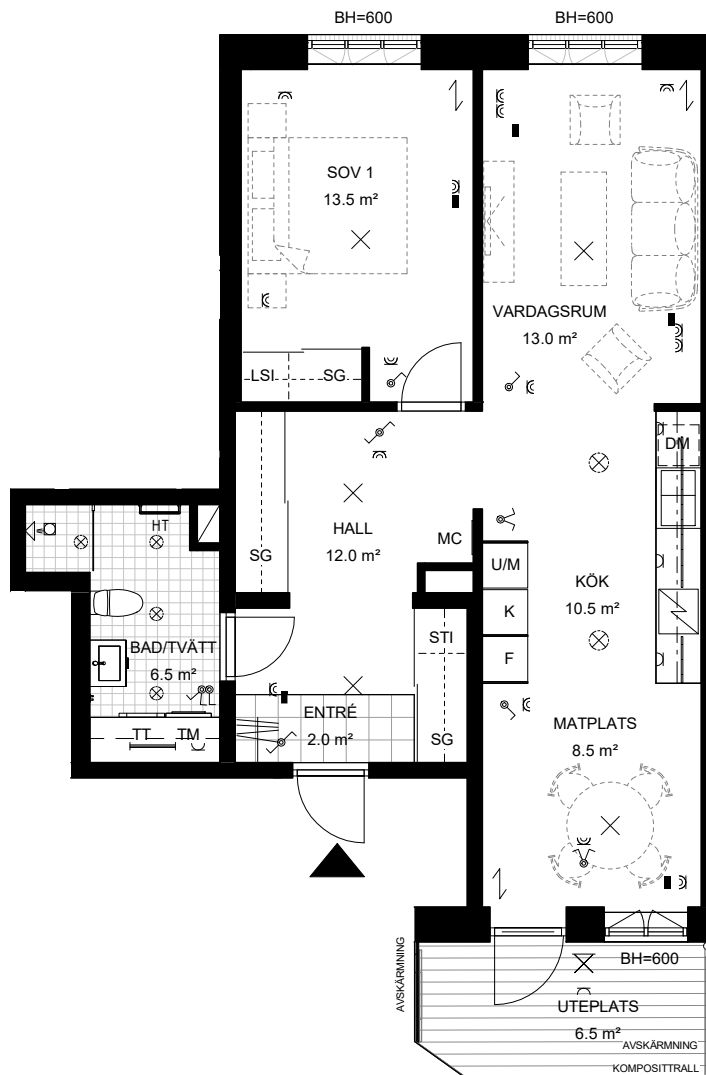 BH=600
BH=600
SOV 1
13.5 m²
VARDAGSRUM
13.0 m²
LSI
SG
DM
HT
SG
HALL
12.0 m²
MC
U/M
K
F
KÖK
10.5 m²
BAD/TVÄTT
6.5 m²
STI
SG
ENTRÉ
2.0 m²
TT
TM
MATPLATS
8.5 m²
AVSKÄRMNING
BH=600
UTEPLATS
6.5 m²
AVSKÄRMNING
KOMPOSITTRALL